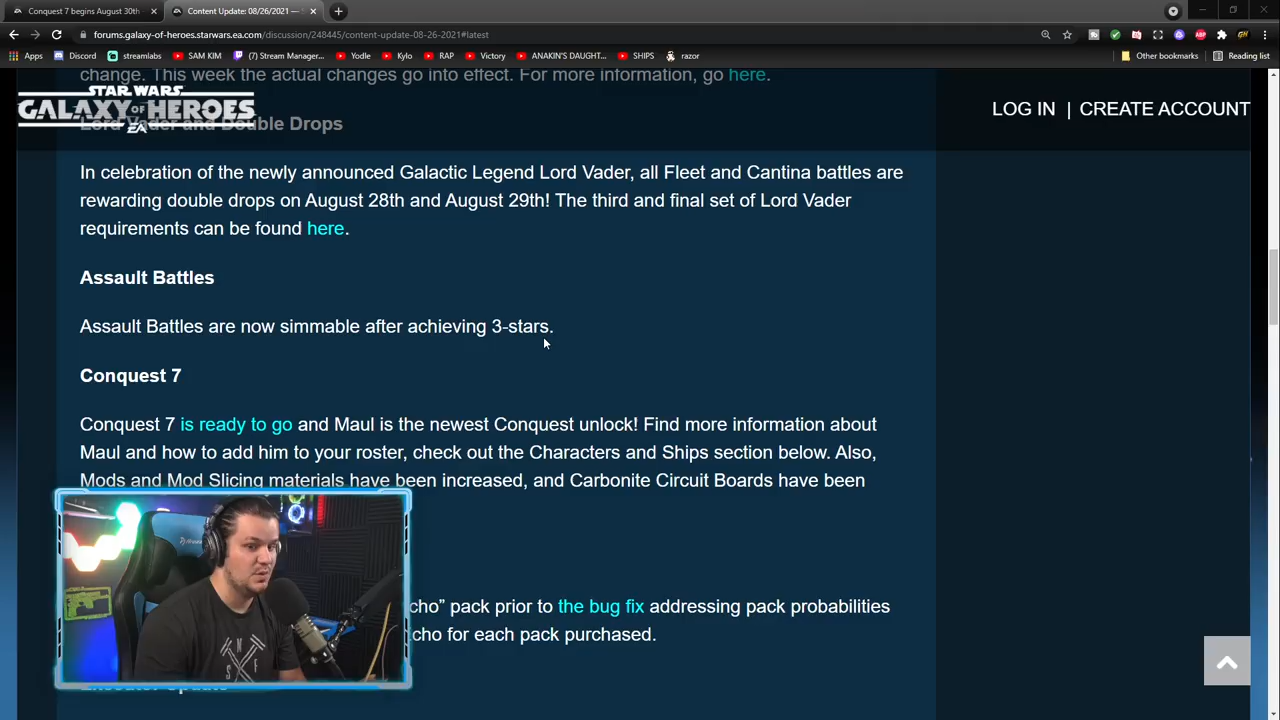 Conquest 7 begins August 30th
Content Update: 08/26/2021 —
forums.galaxy-of-heroes.starwars.ea.com/discussion/248445/content-update-08-26-2021#latest
Apps
Discord
streamlabs
SAM KIM
(7) Stream Manager...
Yodle
Kylo
RAP
Victory
ANAKIN'S DAUGHT...
SHIPS
razor
Other bookmarks
Reading list
change. This week the actual changes go into effect. For more information, go here.
STAR WARS
GALAXY OF HEROES
EA
LOG IN | CREATE ACCOUNT
Lord Vader and Double Drops
In celebration of the newly announced Galactic Legend Lord Vader, all Fleet and Cantina battles are
rewarding double drops on August 28th and August 29th! The third and final set of Lord Vader
requirements can be found here.
Assault Battles
Assault Battles are now simmable after achieving 3-stars.
Conquest 7
Conquest 7 is ready to go and Maul is the newest Conquest unlock! Find more information about
Maul and how to add him to your roster, check out the Characters and Ships section below. Also,
Mods and Mod Slicing materials have been increased, and Carbonite Circuit Boards have been
cho" pack prior to the bug fix addressing pack probabilities
cho for each pack purchased.
Executor Update